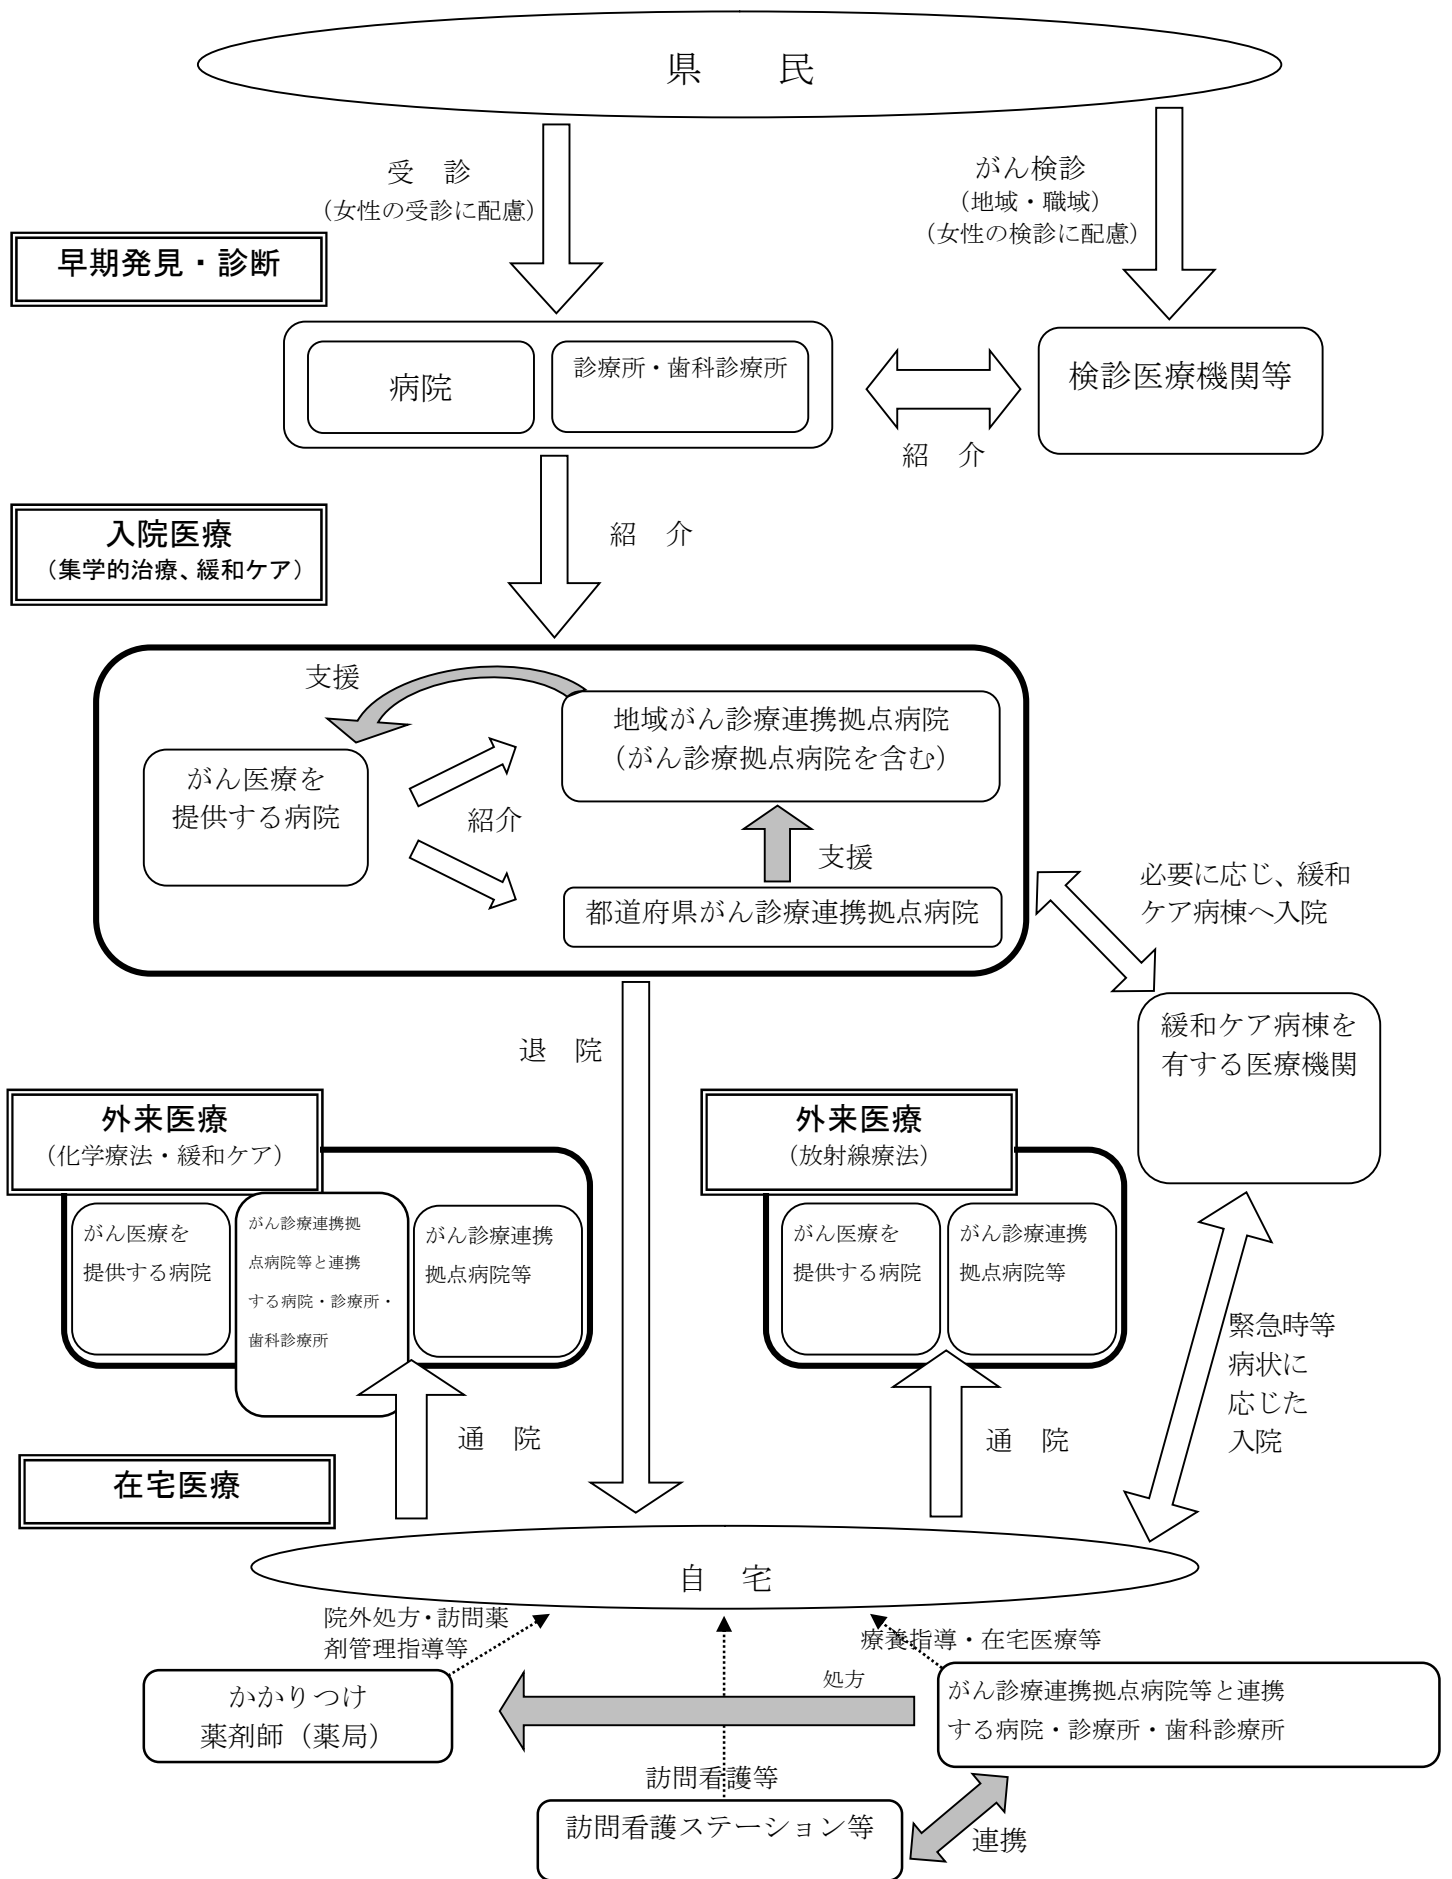 県　民
受　診
（女性の受診に配慮）
がん検診
（地域・職域）
（女性の検診に配慮）
早期発見・診断
病院
診療所・歯科診療所
検診医療機関等
紹　介
入院医療
（集学的治療、緩和ケア）
紹　介
支援
地域がん診療連携拠点病院
（がん診療拠点病院を含む）
がん医療を
提供する病院
紹介
支援
都道府県がん診療連携拠点病院
必要に応じ、緩和
ケア病棟へ入院
緩和ケア病棟を
有する医療機関
退　院
外来医療
（化学療法・緩和ケア）
がん医療を
提供する病院
がん診療連携拠
点病院等と連携
する病院・診療所・
歯科診療所
がん診療連携
拠点病院等
外来医療
（放射線療法）
がん医療を
提供する病院
がん診療連携
拠点病院等
緊急時等
病状に
応じた
入院
通　院
通　院
在宅医療
自　宅
院外処方・訪問薬
剤管理指導等
療養指導・在宅医療等
かかりつけ
薬剤師（薬局）
処方
がん診療連携拠点病院等と連携
する病院・診療所・歯科診療所
訪問看護等
訪問看護ステーション等
連携